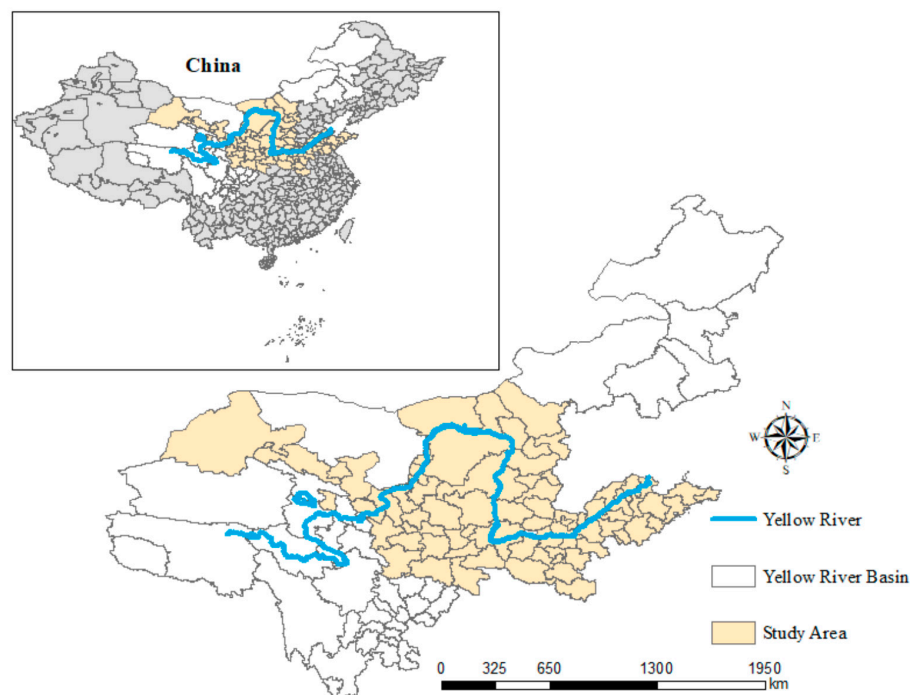 China
N
W E
S
Yellow River
Yellow River Basin
Study Area
0 325 650 1300 1950
km